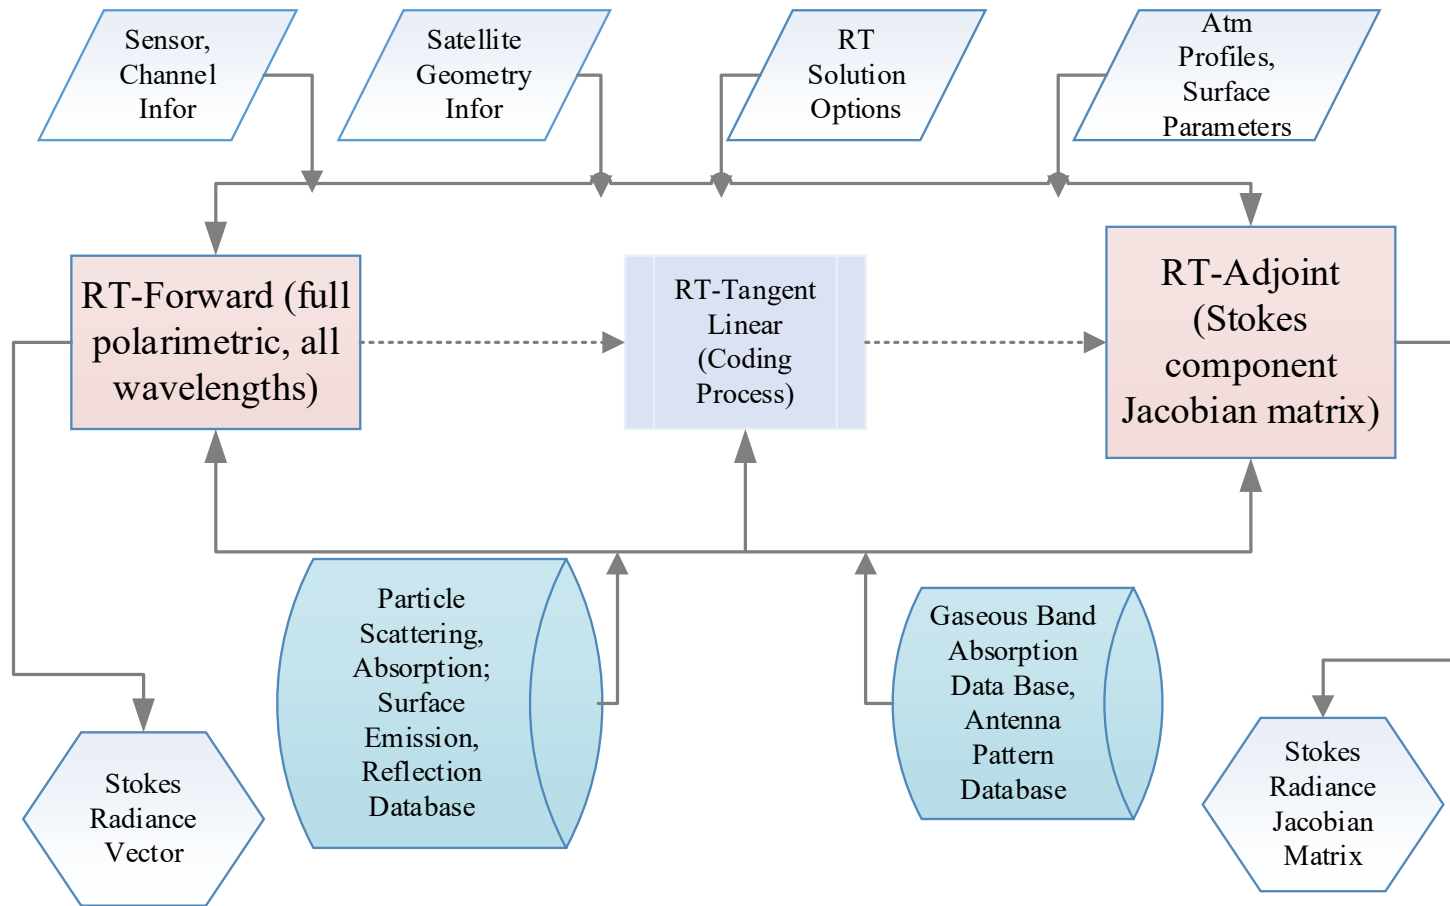 Sensor,
Channel
Infor
Satellite
Geometry
Infor
RT
Solution
Options
Atm
Profiles,
Surface
Parameters
RT-Forward (full
polarimetric, all
wavelengths)
RT-Tangent
Linear
(Coding
Process)
RT-Adjoint
(Stokes
component
Jacobian matrix)
Particle
Scattering,
Absorption;
Surface
Emission,
Reflection
Database
Gaseous Band
Absorption
Data Base,
Antenna
Pattern
Database
Stokes
Radiance
Vector
Stokes
Radiance
Jacobian
Matrix